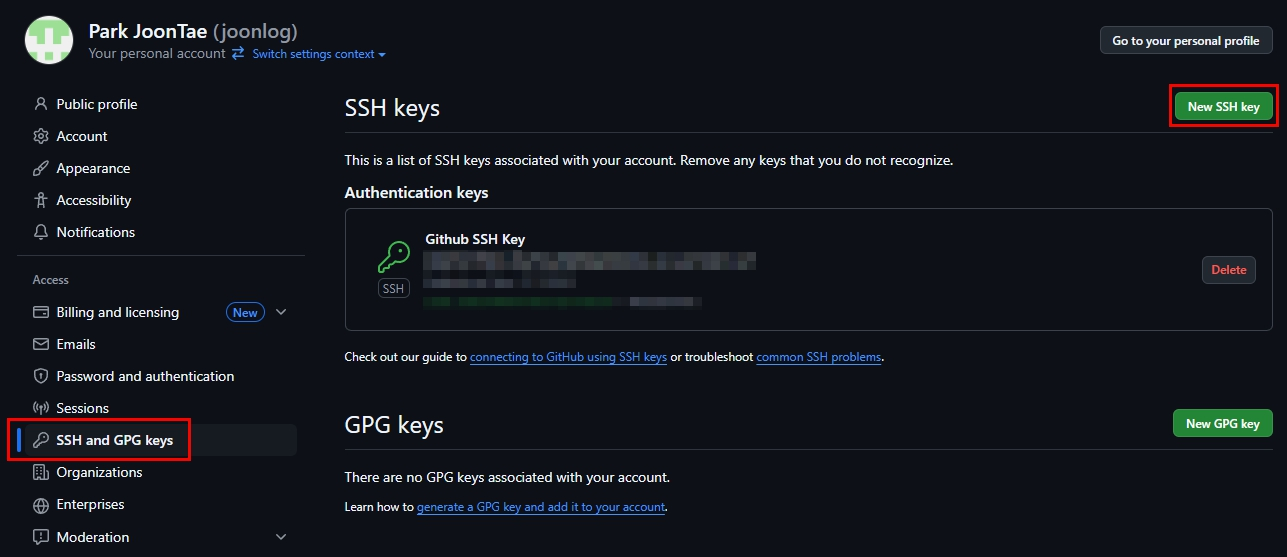 Park JoonTae (joonlog)
Your personal account Switch settings context
Go to your personal profile
Public profile
Account
Appearance
Accessibility
Notifications
Access
Billing and licensing New
Emails
Password and authentication
Sessions
SSH and GPG keys
Organizations
Enterprises
Moderation
SSH keys
New SSH key
This is a list of SSH keys associated with your account. Remove any keys that you do not recognize.
Authentication keys
Github SSH Key
SSH
Delete
Check out our guide to connecting to GitHub using SSH keys or troubleshoot common SSH problems.
GPG keys
New GPG key
There are no GPG keys associated with your account.
Learn how to generate a GPG key and add it to your account.